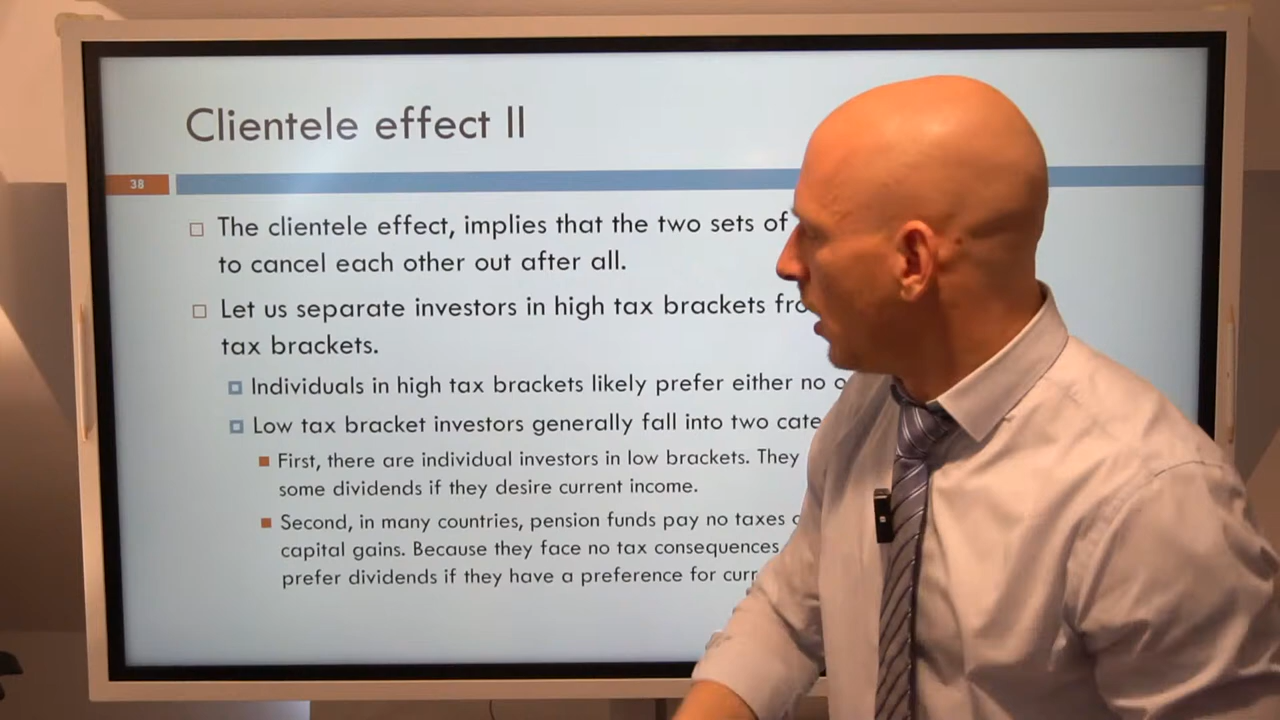 Clientele effect II
38
The clientele effect, implies that the two sets of
to cancel each other out after all.
Let us separate investors in high tax brackets
tax brackets.
Individuals in high tax brackets likely prefer either no
Low tax bracket investors generally fall into two
First, there are individual investors in low brackets. They
some dividends if they desire current income.
Second, in many countries, pension funds pay no taxes
capital gains. Because they face no tax consequences
prefer dividends if they have a preference for